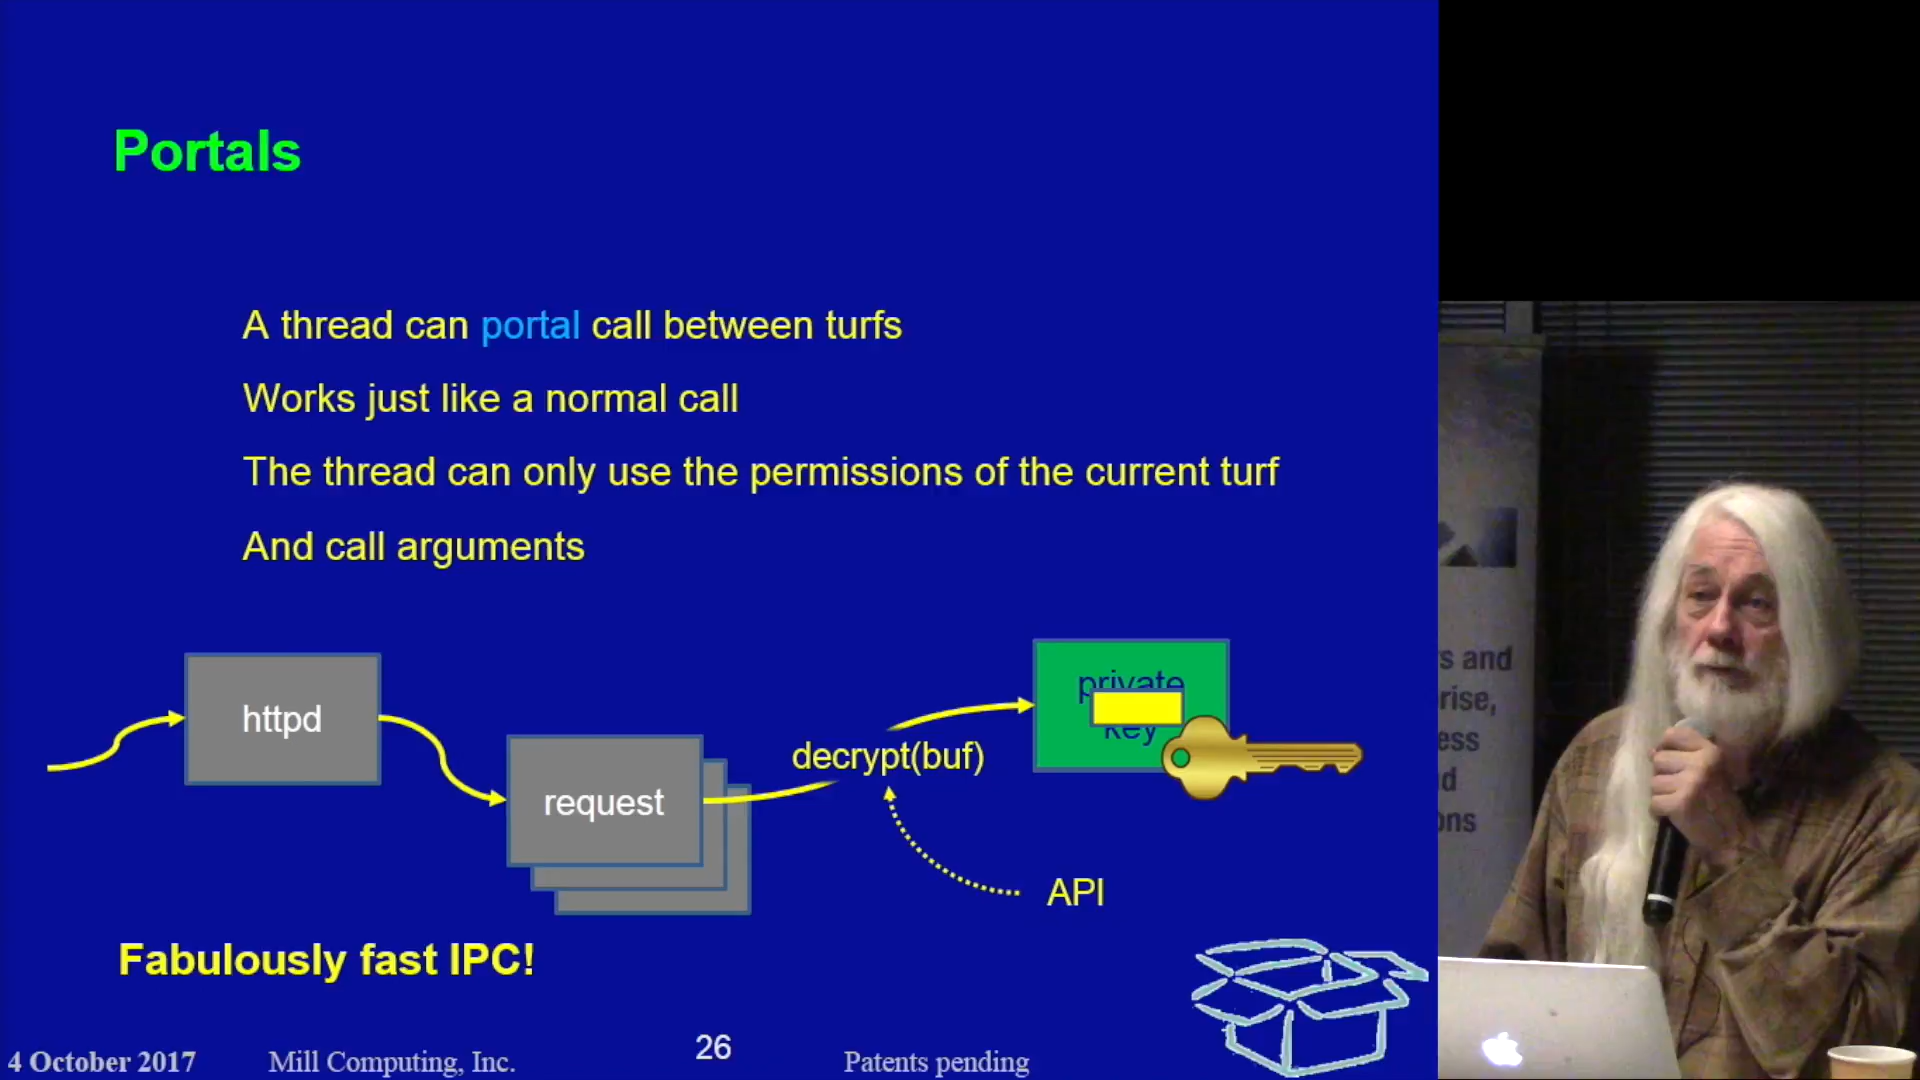 Portals
A thread can portal call between turfs
Works just like a normal call
The thread can only use the permissions of the current turf
And call arguments
httpd
request
decrypt(buf)
private
key
API
Fabulously fast IPC!
4 October 2017
Mill Computing, Inc.
26
Patents pending
s and
rise,
ess
d
ons